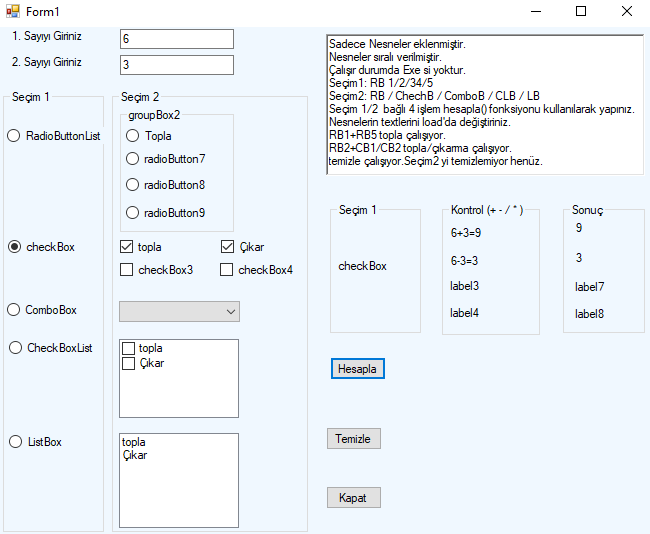 Form1
1. Sayıyı Giriniz
6
2. Sayıyı Giriniz
3
Sadece Nesneler eklenmiştir.
Nesneler sıralı verilmiştir.
Çalışır durumda Exe si yoktur.
Seçim1: RB 1/2/34/5
Seçim2: RB / ChechB / ComboB / CLB / LB
Seçim 1/2 bağlı 4 işlem hesapla() fonksiyonu kullanılarak yapınız.
Nesnelerin textlerini load'da değiştiriniz.
RB1+RB5 topla çalışıyor.
RB2+CB1/CB2 topla/çıkarma çalışıyor.
temizle çalışıyor.Seçim2 yi temizlemiyor henüz.
Seçim 1
RadioButtonList
checkBox
ComboBox
CheckBoxList
ListBox
Seçim 2
groupBox2
Topla
radioButton7
radioButton8
radioButton9
topla
Çıkar
checkBox3
checkBox4
topla
Çıkar
topla
Çıkar
Seçim 1
checkBox
Kontrol (+ - / * )
6+3=9
6-3=3
label3
label4
Sonuç
9
3
label7
label8
Hesapla
Temizle
Kapat